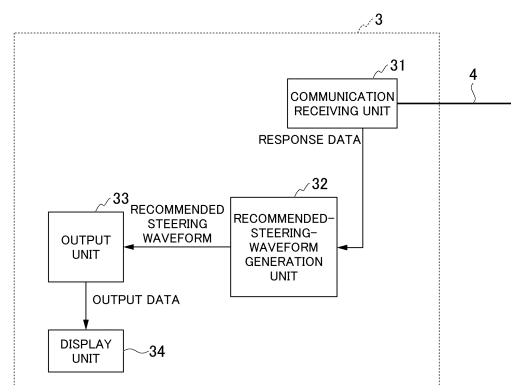 3
31
4
COMMUNICATION
RECEIVING UNIT
RESPONSE DATA
32
33
RECOMMENDED
STEERING
WAVEFORM
RECOMMENDED-
STEERING-
WAVEFORM
GENERATION
UNIT
OUTPUT
UNIT
OUTPUT DATA
DISPLAY
UNIT
34